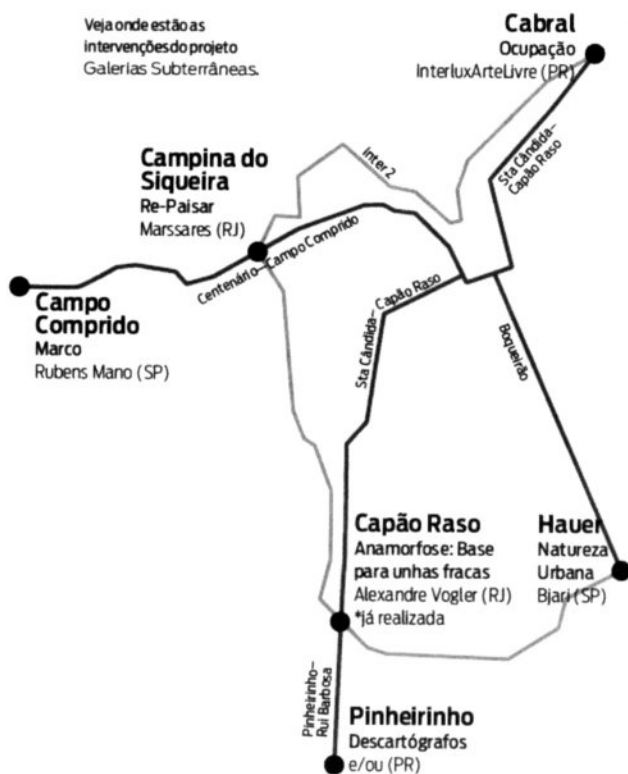 Veja onde estão as
intervenções do projeto
Galerias Subterrâneas.
Cabral
Ocupação
InterluxArteLivre (PR)
Inter 2
Sta Cândida–
Capão Raso
Campina do
Siqueira
Re-Paisar
Marssares (RJ)
Centenário–Campo Comprido
Campo
Comprido
Marco
Rubens Mano (SP)
Sta Cândida–Capão Raso
Boqueirão
Capão Raso
Anamorfose: Base
para unhas fracas
Alexandre Vogler (RJ)
*já realizada
Hauer
Natureza
Urbana
Bjari (SP)
Pinheirinho–
Rui Barbosa
Pinheirinho
Descartógrafos
e/ou (PR)